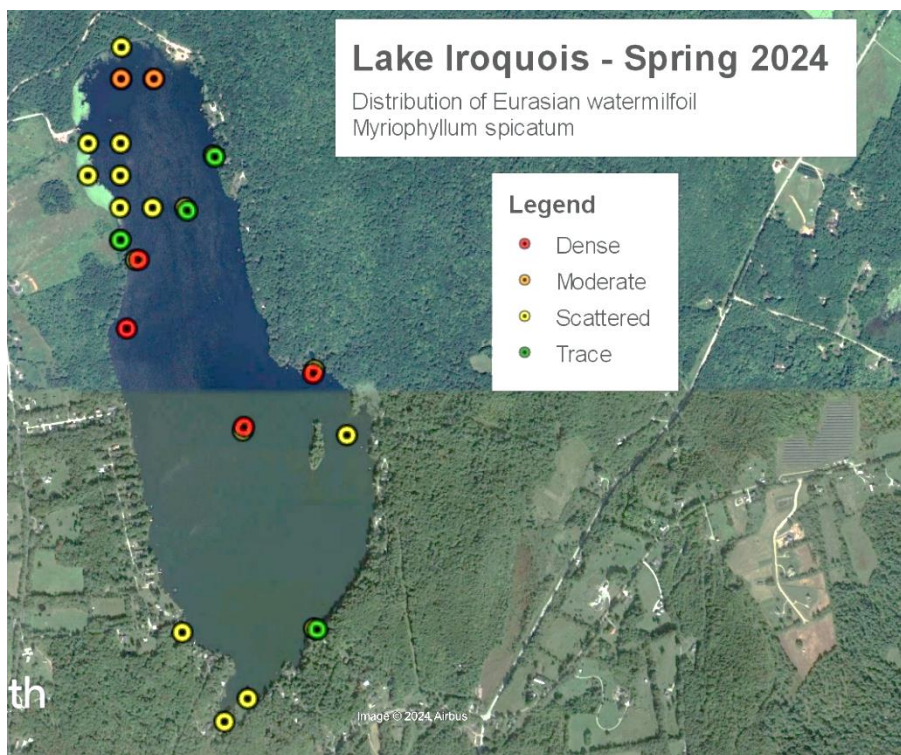 Lake Iroquois - Spring 2024
Distribution of Eurasian watermilfoil
Myriophyllum spicatum
Legend
Dense
Moderate
Scattered
Trace
th
Image © 2024 Airbus